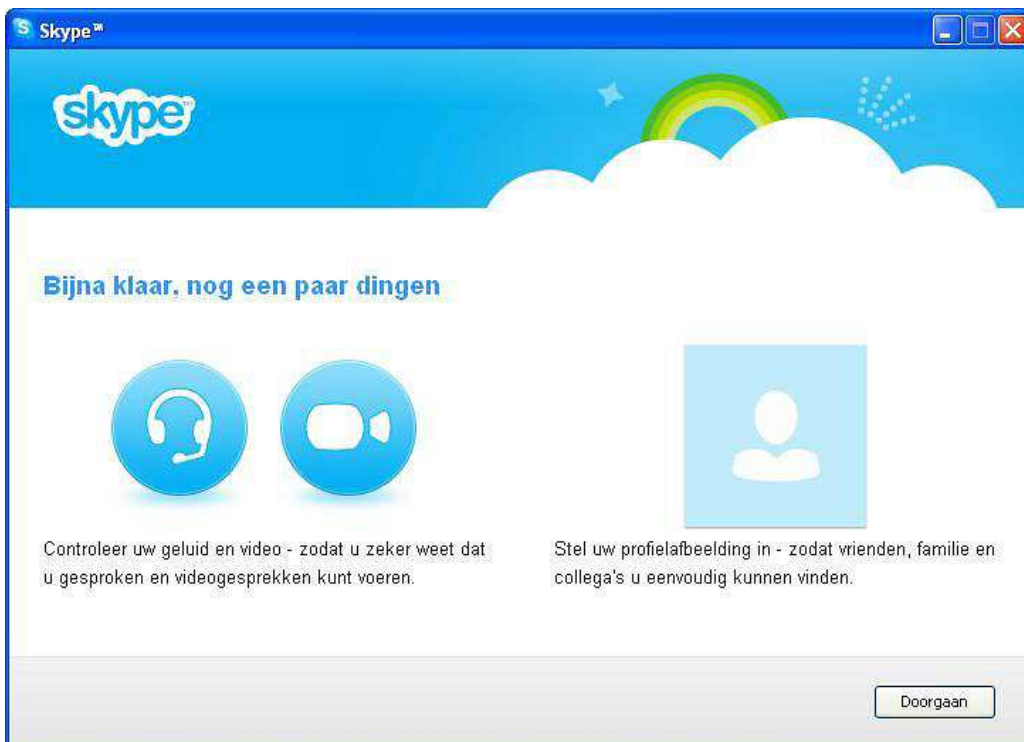 Skype™
skype™
Bijna klaar, nog een paar dingen
Controleer uw geluid en video - zodat u zeker weet dat
u gesproken en videogesprekken kunt voeren.
Stel uw profielafbeelding in - zodat vrienden, familie en
collega's u eenvoudig kunnen vinden.
Doorgaan